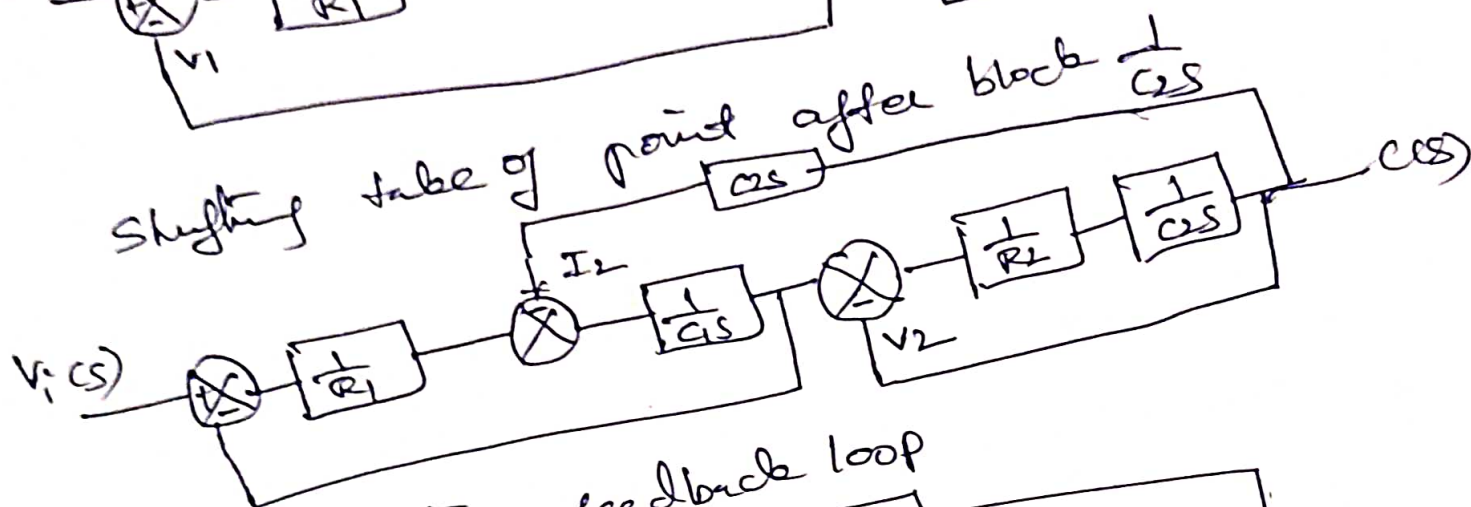 R1
V1
Shifting take off point after block 1/C2S
C2S
C(S)
I2
1/R2
1/C2S
+
1/C1S
-
V2
Vi(S)
+
-
1/R1
feedback loop